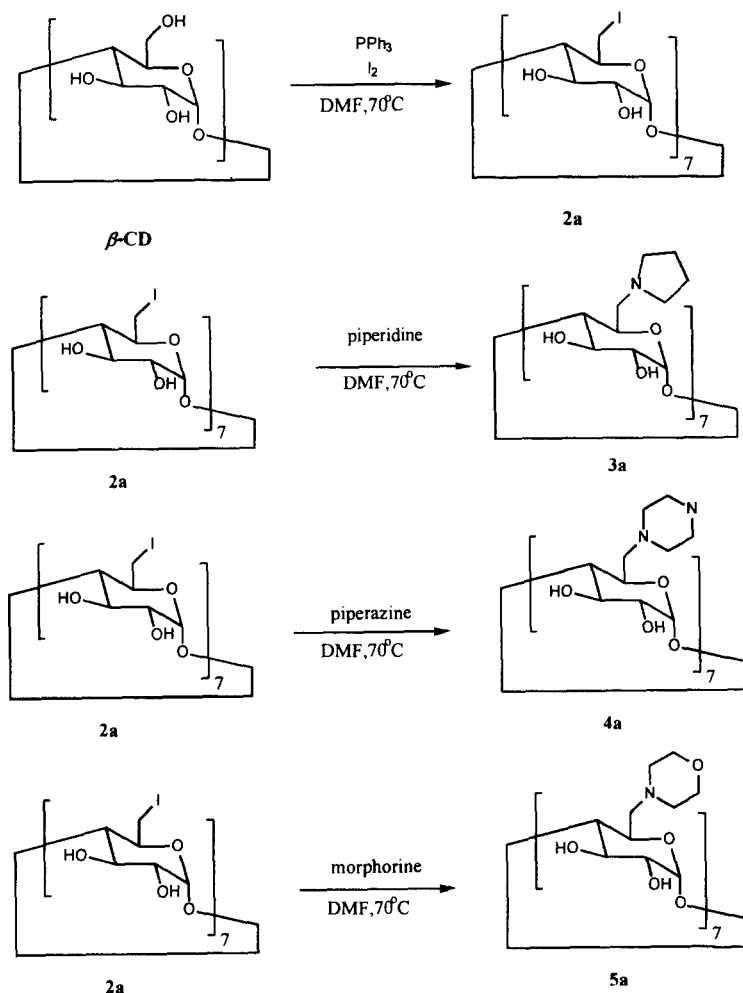 OH
O
HO
OH
O
7
β-CD
PPh₃
I₂
DMF,70°C
I
O
HO
OH
O
7
2a
I
O
HO
OH
O
7
2a
piperidine
DMF,70°C
N
O
HO
OH
O
7
3a
I
O
HO
OH
O
7
2a
piperazine
DMF,70°C
N
N
O
HO
OH
O
7
4a
I
O
HO
OH
O
7
2a
morphorine
DMF,70°C
O
N
O
HO
OH
O
7
5a